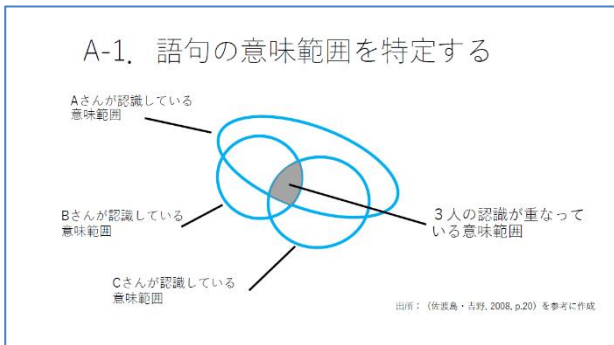 A-1. 語句の意味範囲を特定する
Aさんが認識している
意味範囲
Bさんが認識している
意味範囲
3人の認識が重なって
いる意味範囲
Cさんが認識している
意味範囲
出所：（佐渡島・吉野, 2008, p.20）を参考に作成